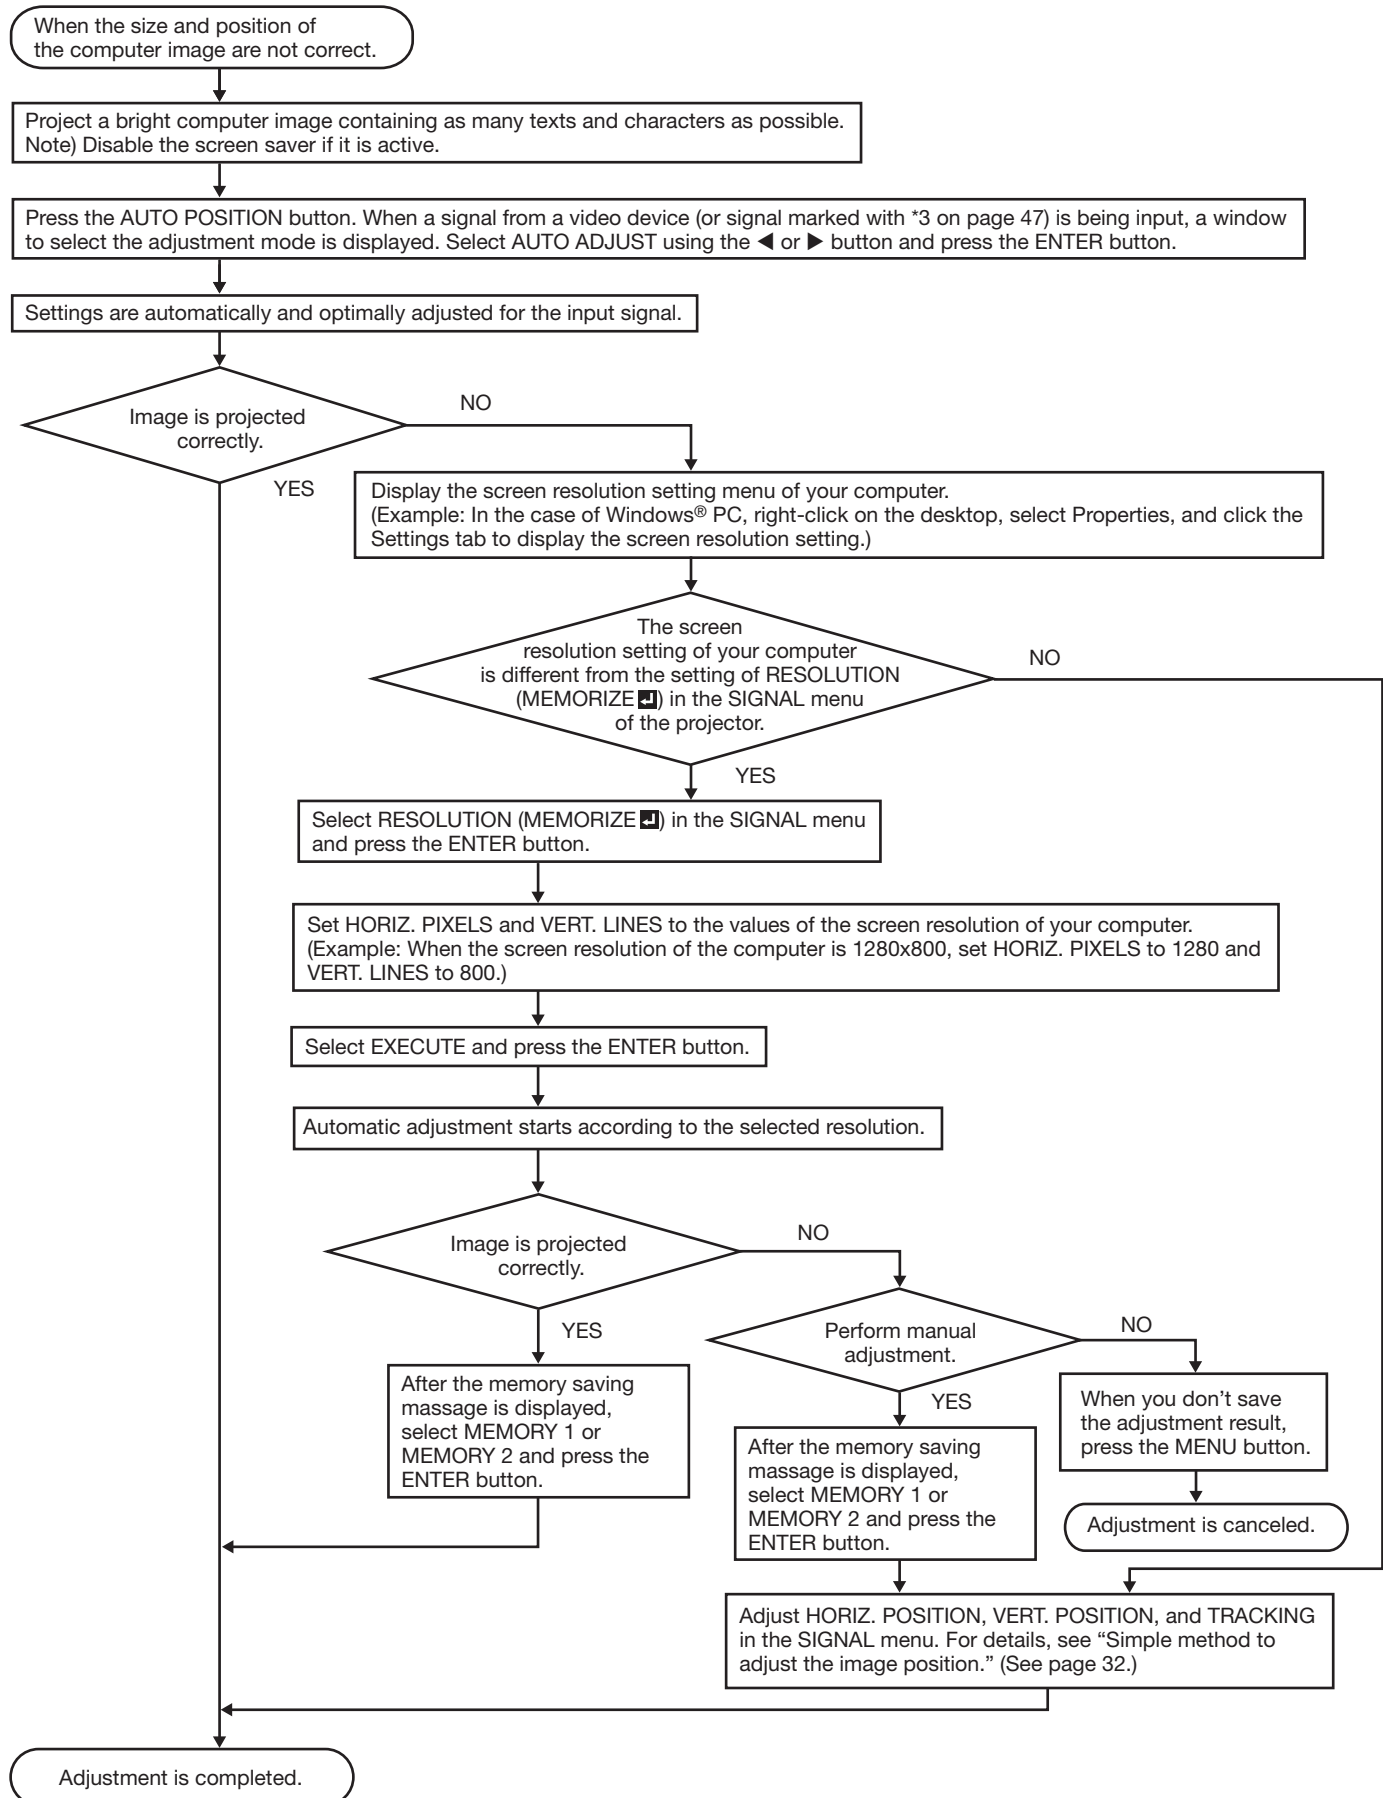 When the size and position of
the computer image are not correct.
Project a bright computer image containing as many texts and characters as possible.
Note) Disable the screen saver if it is active.
Press the AUTO POSITION button. When a signal from a video device (or signal marked with *3 on page 47) is being input, a window
to select the adjustment mode is displayed. Select AUTO ADJUST using the ◀ or ▶ button and press the ENTER button.
Settings are automatically and optimally adjusted for the input signal.
Image is projected
correctly.
NO
YES
Display the screen resolution setting menu of your computer.
(Example: In the case of Windows® PC, right-click on the desktop, select Properties, and click the
Settings tab to display the screen resolution setting.)
The screen
resolution setting of your computer
is different from the setting of RESOLUTION
(MEMORIZE ↵) in the SIGNAL menu
of the projector.
NO
YES
Select RESOLUTION (MEMORIZE ↵) in the SIGNAL menu
and press the ENTER button.
Set HORIZ. PIXELS and VERT. LINES to the values of the screen resolution of your computer.
(Example: When the screen resolution of the computer is 1280x800, set HORIZ. PIXELS to 1280 and
VERT. LINES to 800.)
Select EXECUTE and press the ENTER button.
Automatic adjustment starts according to the selected resolution.
Image is projected
correctly.
NO
YES
After the memory saving
massage is displayed,
select MEMORY 1 or
MEMORY 2 and press the
ENTER button.
Perform manual
adjustment.
NO
YES
After the memory saving
massage is displayed,
select MEMORY 1 or
MEMORY 2 and press the
ENTER button.
When you don't save
the adjustment result,
press the MENU button.
Adjustment is canceled.
Adjust HORIZ. POSITION, VERT. POSITION, and TRACKING
in the SIGNAL menu. For details, see “Simple method to
adjust the image position.” (See page 32.)
Adjustment is completed.